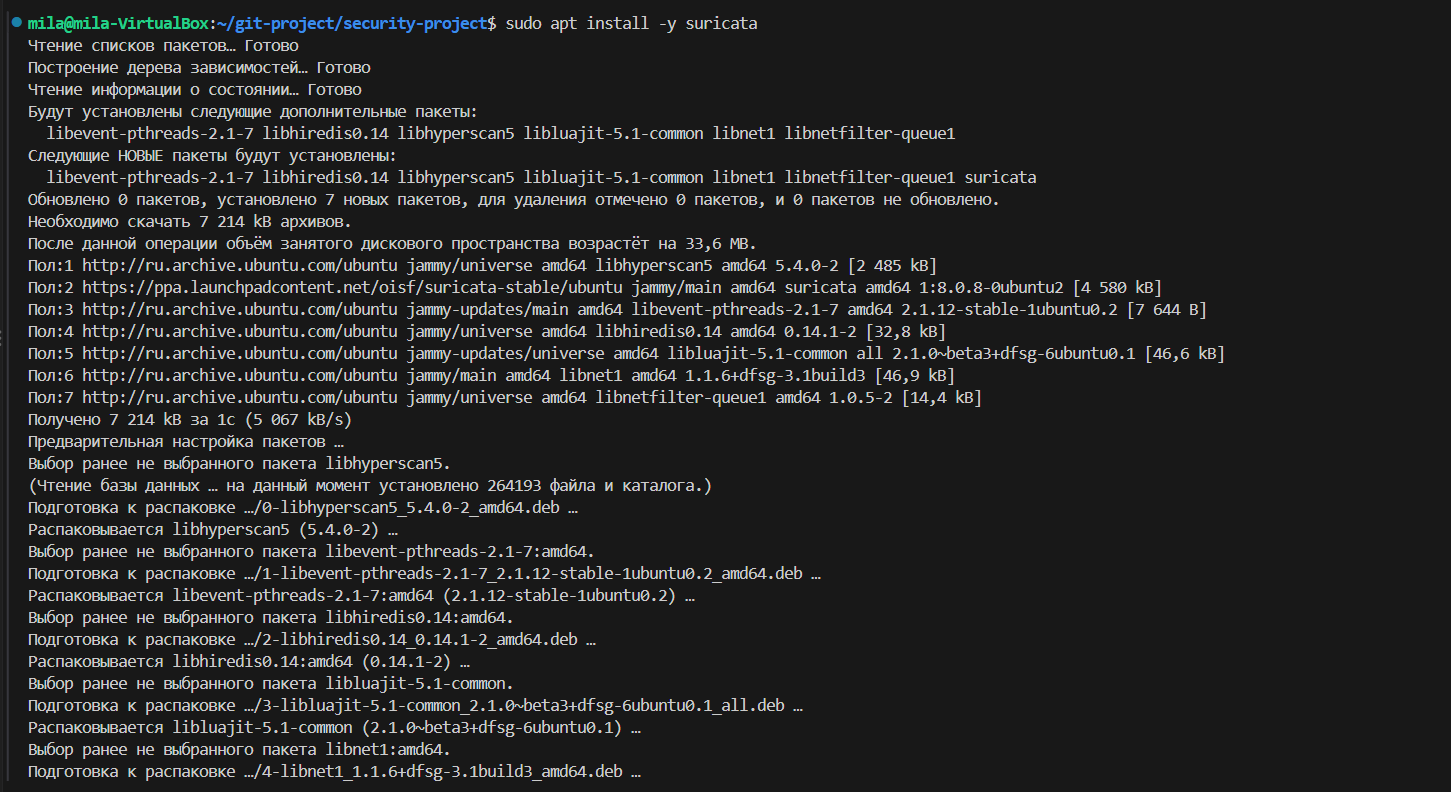 mila@mila-VirtualBox:~/git-project/security-project$ sudo apt install -y suricata
Чтение списков пакетов… Готово
Построение дерева зависимостей… Готово
Чтение информации о состоянии… Готово
Будут установлены следующие дополнительные пакеты:
  libevent-pthreads-2.1-7 libhiredis0.14 libhyperscan5 libluajit-5.1-common libnet1 libnetfilter-queue1
Следующие НОВЫЕ пакеты будут установлены:
  libevent-pthreads-2.1-7 libhiredis0.14 libhyperscan5 libluajit-5.1-common libnet1 libnetfilter-queue1 suricata
Обновлено 0 пакетов, установлено 7 новых пакетов, для удаления отмечено 0 пакетов, и 0 пакетов не обновлено.
Необходимо скачать 7 214 kB архивов.
После данной операции объём занятого дискового пространства возрастёт на 33,6 MB.
Пол:1 http://ru.archive.ubuntu.com/ubuntu jammy/universe amd64 libhyperscan5 amd64 5.4.0-2 [2 485 kB]
Пол:2 https://ppa.launchpadcontent.net/oisf/suricata-stable/ubuntu jammy/main amd64 suricata amd64 1:8.0.8-0ubuntu2 [4 580 kB]
Пол:3 http://ru.archive.ubuntu.com/ubuntu jammy-updates/main amd64 libevent-pthreads-2.1-7 amd64 2.1.12-stable-1ubuntu0.2 [7 644 B]
Пол:4 http://ru.archive.ubuntu.com/ubuntu jammy/universe amd64 libhiredis0.14 amd64 0.14.1-2 [32,8 kB]
Пол:5 http://ru.archive.ubuntu.com/ubuntu jammy-updates/universe amd64 libluajit-5.1-common all 2.1.0~beta3+dfsg-6ubuntu0.1 [46,6 kB]
Пол:6 http://ru.archive.ubuntu.com/ubuntu jammy/main amd64 libnet1 amd64 1.1.6+dfsg-3.1build3 [46,9 kB]
Пол:7 http://ru.archive.ubuntu.com/ubuntu jammy/universe amd64 libnetfilter-queue1 amd64 1.0.5-2 [14,4 kB]
Получено 7 214 kB за 1с (5 067 kB/s)
Предварительная настройка пакетов …
Выбор ранее не выбранного пакета libhyperscan5.
(Чтение базы данных … на данный момент установлено 264193 файла и каталога.)
Подготовка к распаковке …/0-libhyperscan5_5.4.0-2_amd64.deb …
Распаковывается libhyperscan5 (5.4.0-2) …
Выбор ранее не выбранного пакета libevent-pthreads-2.1-7:amd64.
Подготовка к распаковке …/1-libevent-pthreads-2.1-7_2.1.12-stable-1ubuntu0.2_amd64.deb …
Распаковывается libevent-pthreads-2.1-7:amd64 (2.1.12-stable-1ubuntu0.2) …
Выбор ранее не выбранного пакета libhiredis0.14:amd64.
Подготовка к распаковке …/2-libhiredis0.14_0.14.1-2_amd64.deb …
Распаковывается libhiredis0.14:amd64 (0.14.1-2) …
Выбор ранее не выбранного пакета libluajit-5.1-common.
Подготовка к распаковке …/3-libluajit-5.1-common_2.1.0~beta3+dfsg-6ubuntu0.1_all.deb …
Распаковывается libluajit-5.1-common (2.1.0~beta3+dfsg-6ubuntu0.1) …
Выбор ранее не выбранного пакета libnet1:amd64.
Подготовка к распаковке …/4-libnet1_1.1.6+dfsg-3.1build3_amd64.deb …